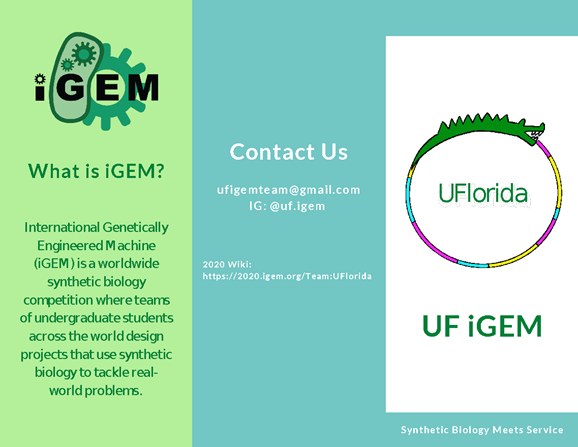 iGEM
What is iGEM?
International Genetically
Engineered Machine
(iGEM) is a worldwide
synthetic biology
competition where teams
of undergraduate students
across the world design
projects that use synthetic
biology to tackle real-
world problems.
Contact Us
ufigemteam@gmail.com
IG: @uf.igem
2020 Wiki:
https://2020.igem.org/Team:UFlorida
UFlorida
UF iGEM
Synthetic Biology Meets Service